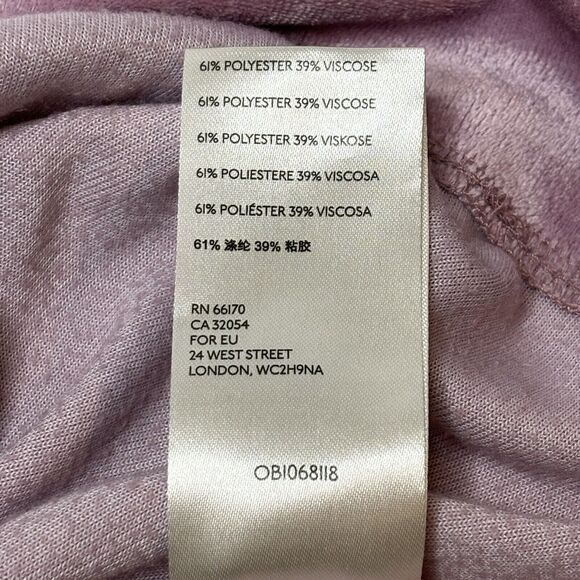 61% POLYESTER 39% VISCOSE
61% POLYESTER 39% VISCOSE
61% POLYESTER 39% VISKOSE
61% POLIESTERE 39% VISCOSA
61% POLIÉSTER 39% VISCOSA
61% 涤纶 39% 粘胶
RN 66170
CA 32054
FOR EU
24 WEST STREET
LONDON, WC2H9NA
OB1068118